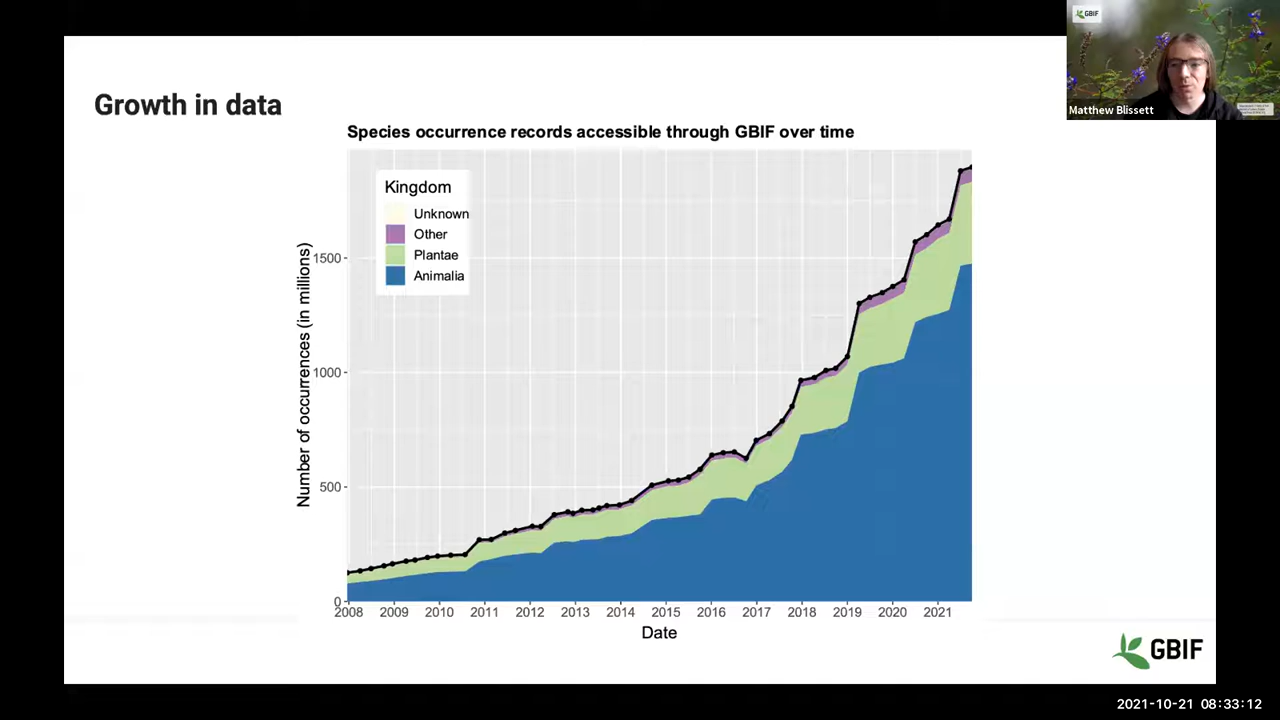 GBIF
Matthew Blissett
Growth in data
Species occurrence records accessible through GBIF over time
Kingdom
Unknown
Other
Plantae
Animalia
Number of occurrences (in millions)
1500
1000
500
0
2008 2009 2010 2011 2012 2013 2014 2015 2016 2017 2018 2019 2020 2021
Date
GBIF
2021-10-21 08:33:12